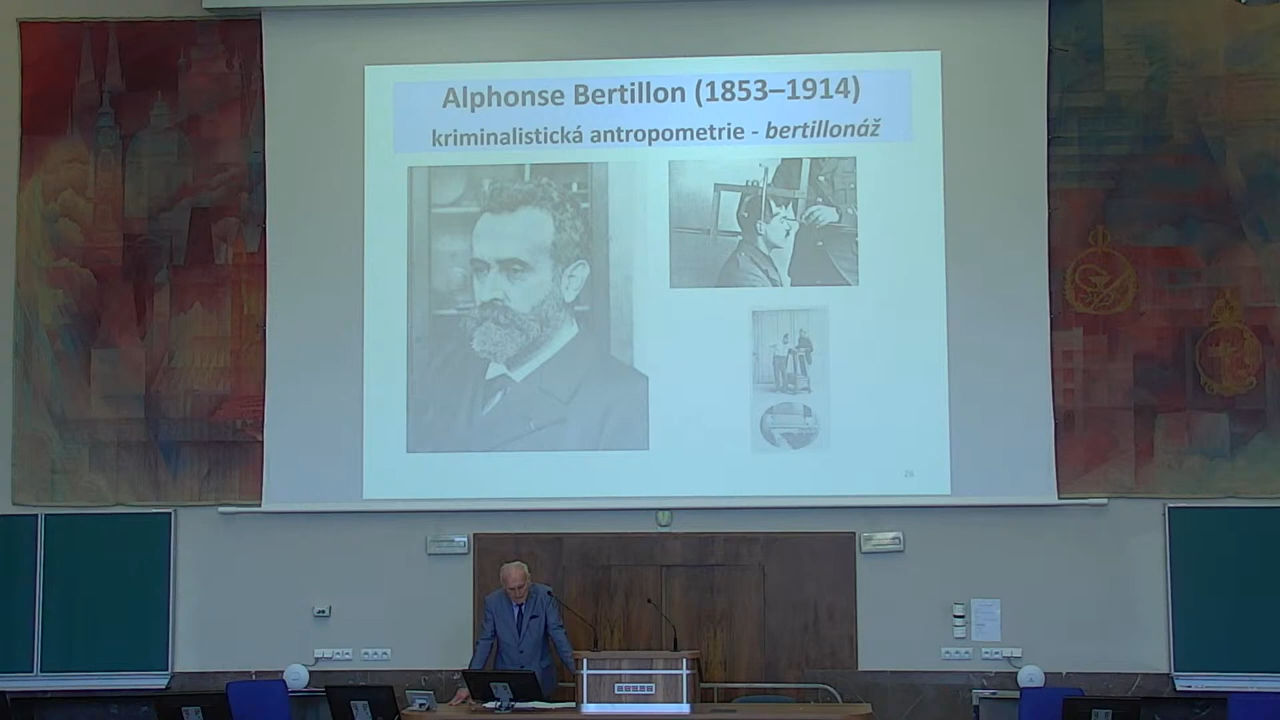 Alphonse Bertillon (1853–1914)
kriminalistická antropometrie - bertillonáž